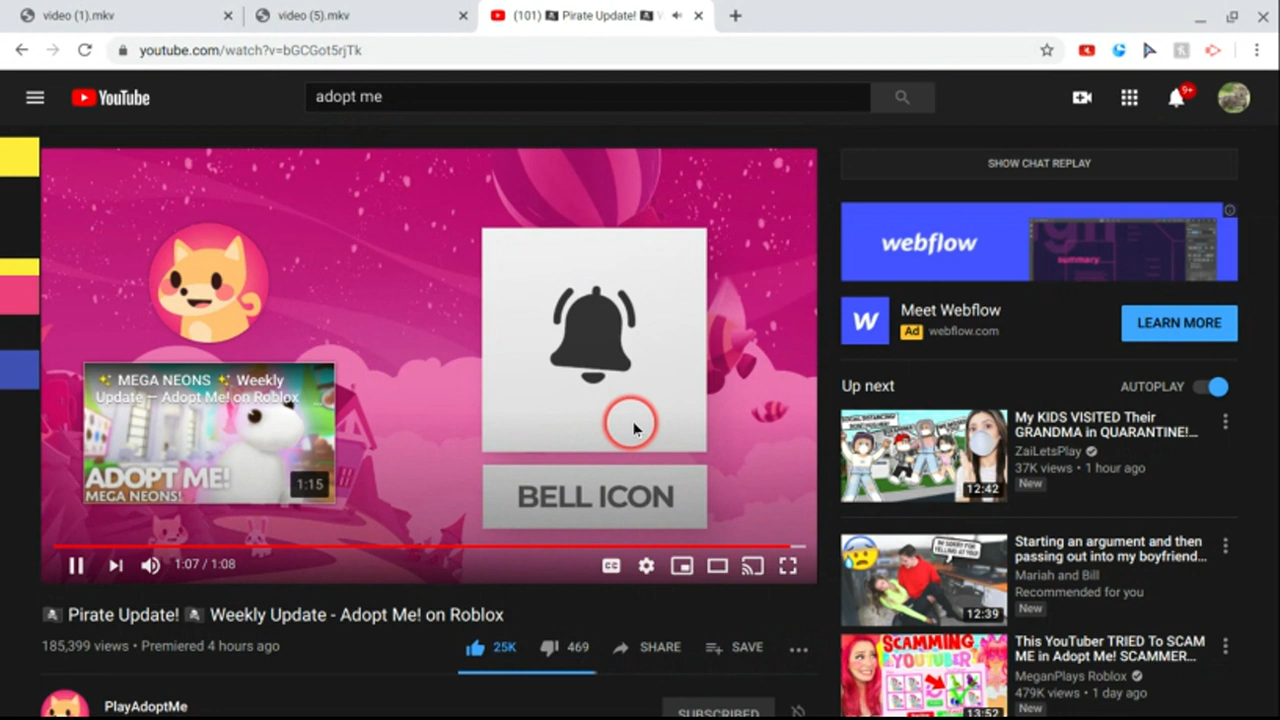 video (1).mkv
video (5).mkv
(101) Pirate Update!
youtube.com/watch?v=bGCGot5rjTk
YouTube
adopt me
9+
SHOW CHAT REPLAY
webflow
summary
W
Meet Webflow
Ad webflow.com
LEARN MORE
BELL ICON
✨ MEGA NEONS ✨ Weekly
Update — Adopt Me! on Roblox
ADOPT ME!
MEGA NEONS!
1:15
1:07 / 1:08
CC
Pirate Update! Weekly Update - Adopt Me! on Roblox
185,399 views • Premiered 4 hours ago
25K
469
SHARE
SAVE
PlayAdoptMe
SUBSCRIBED
Up next
AUTOPLAY
My KIDS VISITED Their
GRANDMA in QUARANTINE!...
ZaiLetsPlay
37K views • 1 hour ago
New
12:42
Starting an argument and then
passing out into my boyfriend...
Mariah and Bill
Recommended for you
New
12:39
This YouTuber TRIED To SCAM
ME in Adopt Me! SCAMMER...
MeganPlays Roblox
479K views • 1 day ago
New
SCAMMING
YOUTUBER
13:52